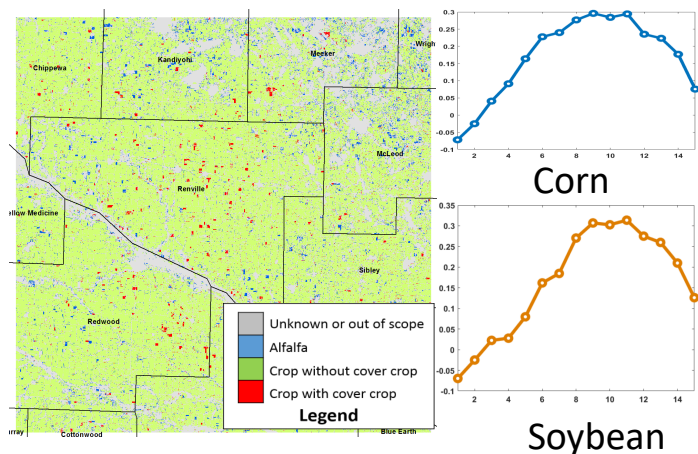 Chippewa
Kandiyohi
Meeker
Wrigh
McLeod
Renville
ellow Medicine
Sibley
Redwood
Cottonwood
Blue Earth
Unknown or out of scope
Alfalfa
Crop without cover crop
Crop with cover crop
Legend
0.3
0.25
0.2
0.15
0.1
0.05
0
-0.05
-0.1
2 4 6 8 10 12 14
Corn
0.35
0.3
0.25
0.2
0.15
0.1
0.05
0
-0.05
-0.1
2 4 6 8 10 12 14
Soybean